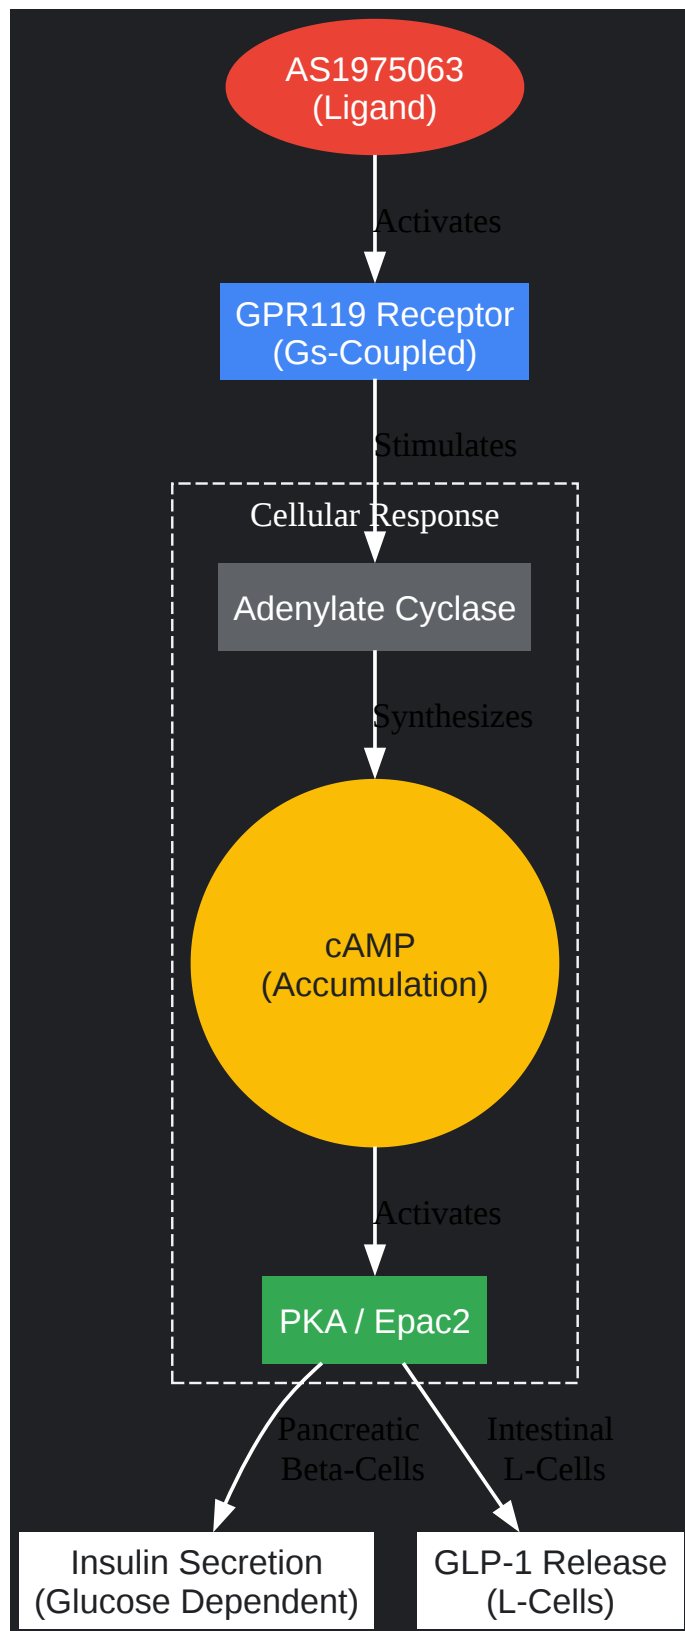 AS1975063
(Ligand)
Activates
GPR119 Receptor
(Gs-Coupled)
Stimulates
Cellular Response
Adenylate Cyclase
Synthesizes
cAMP
(Accumulation)
Activates
PKA / Epac2
Pancreatic
Beta-Cells
Intestinal
L-Cells
Insulin Secretion
(Glucose Dependent)
GLP-1 Release
(L-Cells)